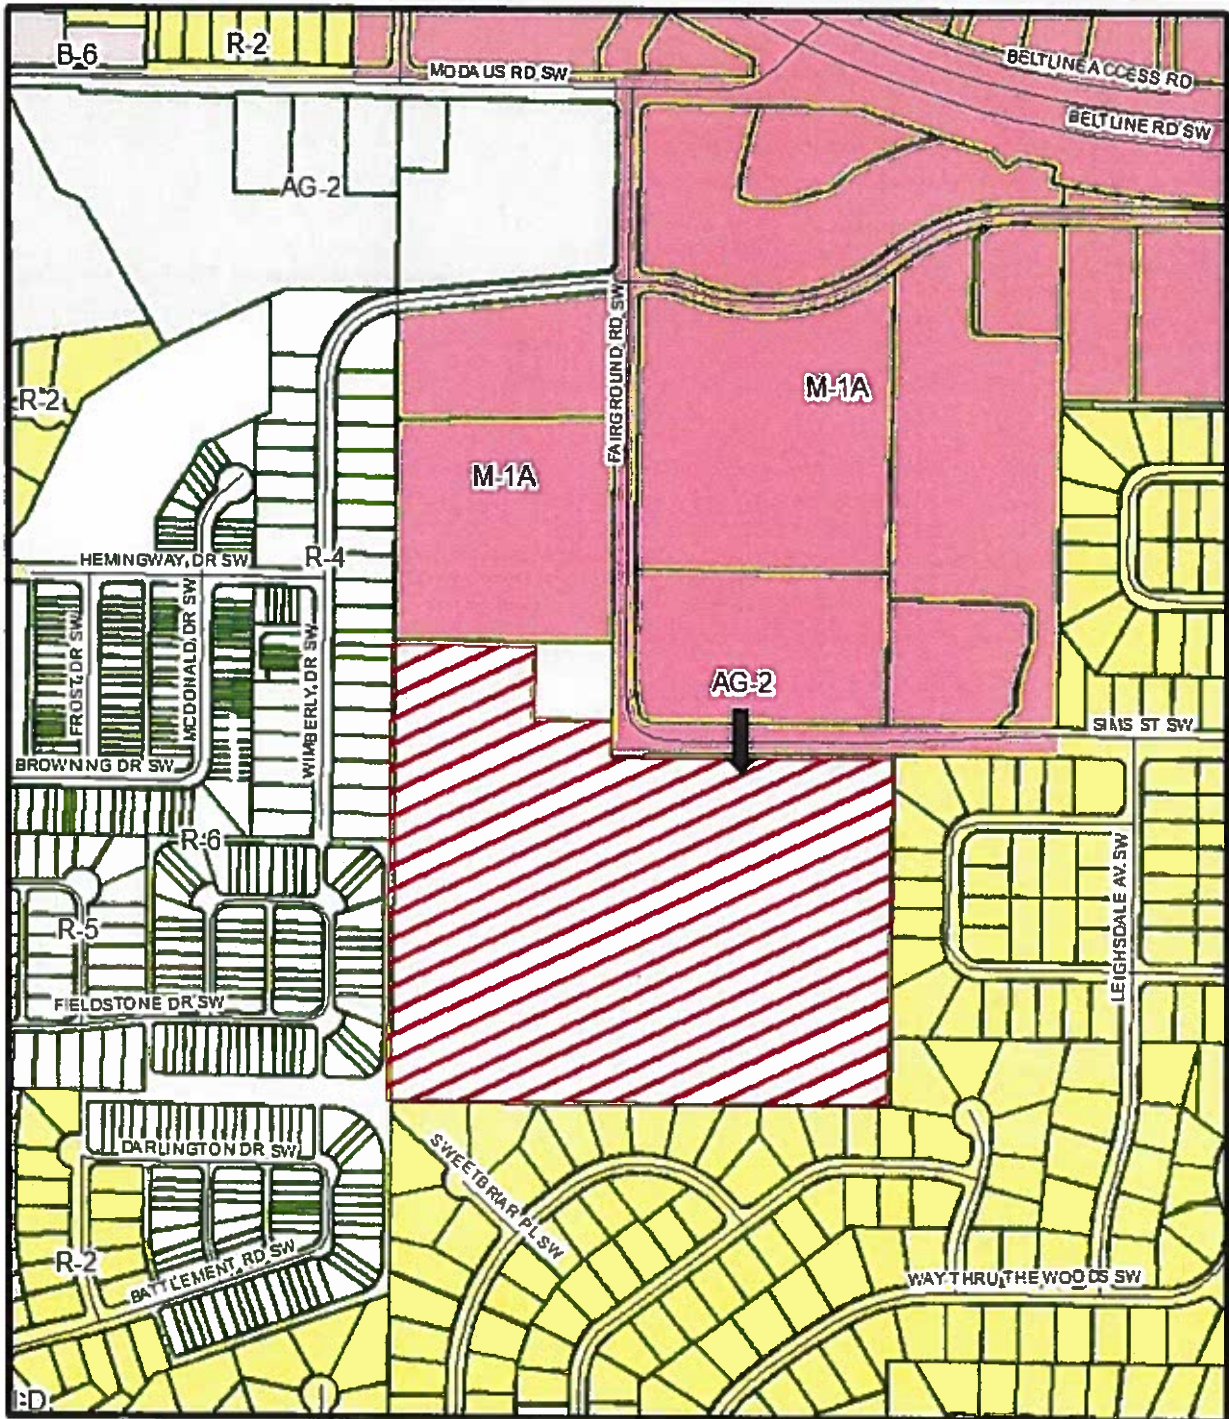 B-6
R-2
MODAUS RD SW
BELTLINE ACCESS RD
BELTLINE RD SW
AG-2
FAIRGROUND RD SW
R-2
M-1A
M-1A
HEMINGWAY DR SW
R-4
FROST DR SW
MCDONALD DR SW
WIMBERLY DR SW
AG-2
SIMS ST SW
BROWNING DR SW
R-6
R-5
LEIGHSDALE AV SW
FIELDSTONE DR SW
DARLINGTON DR SW
SWEETBRIAR PL SW
R-2
BATTLEMENT RD SW
WAY THRU THE WOODS SW